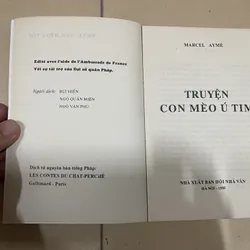 Edité avec l'aide de l'Ambassade de France
Với sự tài trợ của Đại sứ quán Pháp.
Người dịch: BÙI HIỂN
NGÔ QUÂN MIỆN
NGÔ VĂN PHÚ
Dịch từ nguyên bản tiếng Pháp:
LES CONTES DU CHAT-PERCHÉ
Gallimard - Paris
MARCEL AYMÉ
TRUYỆN
CON MÈO Ú TIM
NHÀ XUẤT BẢN HỘI NHÀ VĂN